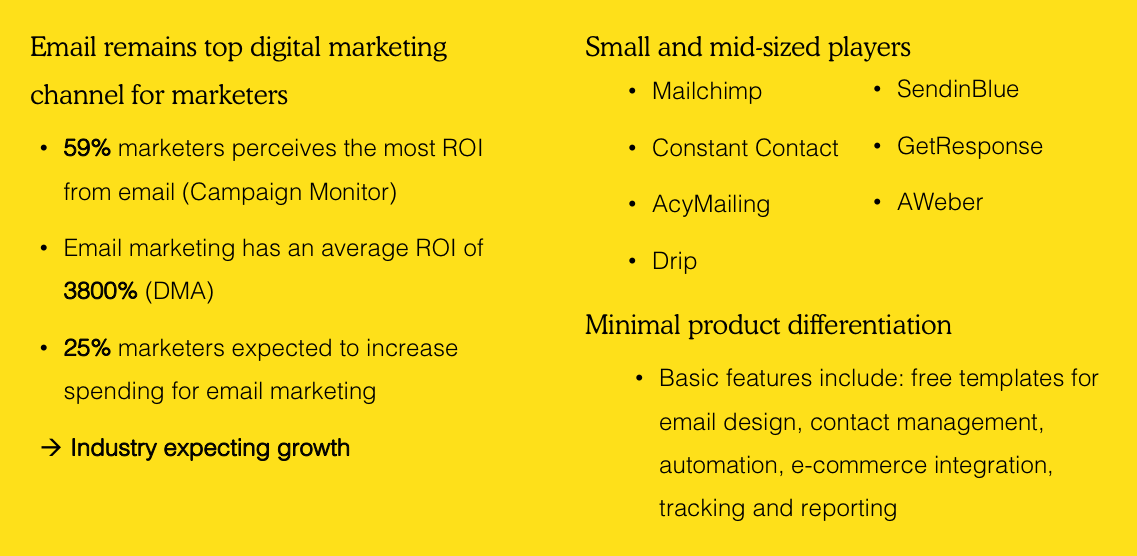 Email remains top digital marketing
channel for marketers
• 59% marketers perceives the most ROI
from email (Campaign Monitor)
• Email marketing has an average ROI of
3800% (DMA)
• 25% marketers expected to increase
spending for email marketing
→ Industry expecting growth
Small and mid-sized players
• Mailchimp
• Constant Contact
• AcyMailing
• Drip
• SendinBlue
• GetResponse
• AWeber
Minimal product differentiation
• Basic features include: free templates for
email design, contact management,
automation, e-commerce integration,
tracking and reporting